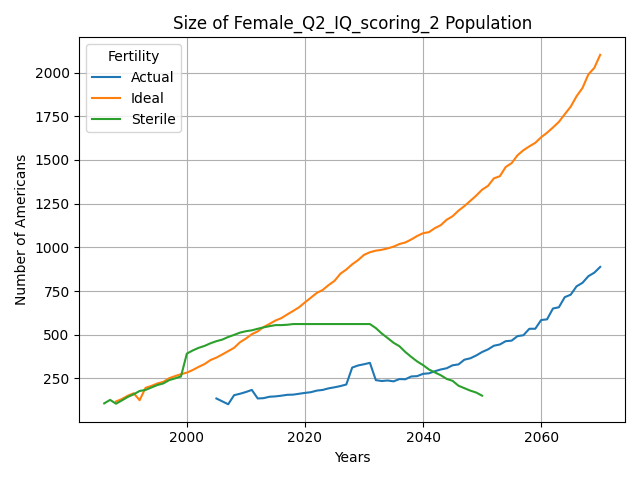 Size of Female_Q2_IQ_scoring_2 Population
Fertility
Actual
Ideal
Sterile
Number of Americans
2000
1750
1500
1250
1000
750
500
250
2000
2020
2040
2060
Years